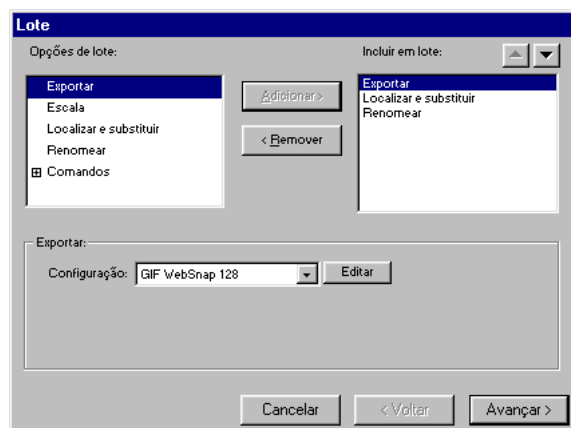 Lote
Opções de lote:
Incluir em lote:
Exportar
Escala
Localizar e substituir
Renomear
Comandos
Adicionar >
< Remover
Exportar
Localizar e substituir
Renomear
Exportar:
Configuração: GIF WebSnap 128 Editar
Cancelar < Voltar Avançar >